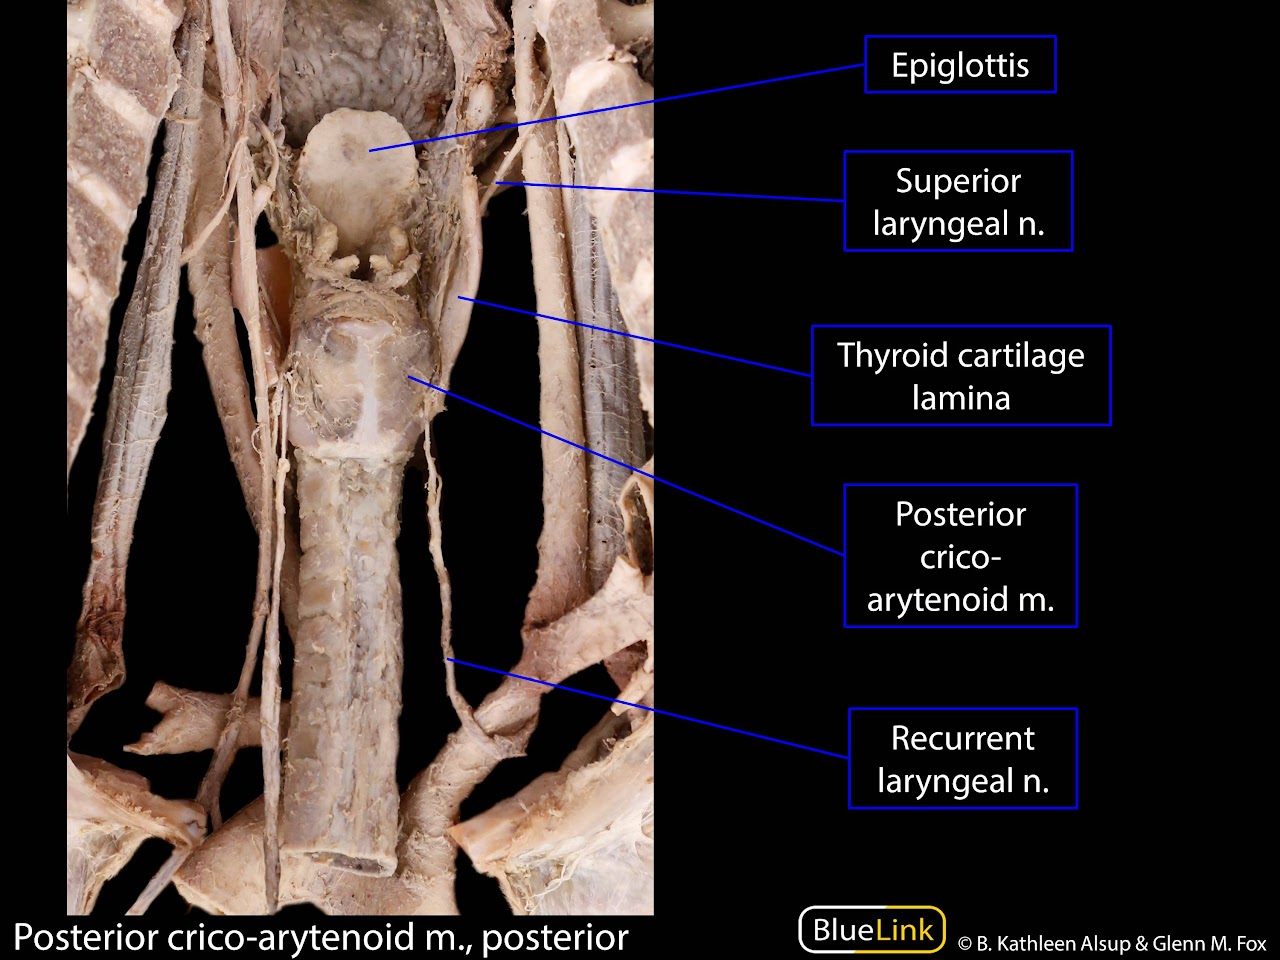 Epiglottis
Superior
laryngeal n.
Thyroid cartilage
lamina
Posterior
crico-
arytenoid m.
Recurrent
laryngeal n.
Posterior crico-arytenoid m., posterior
BlueLink
© B. Kathleen Alsup & Glenn M. Fox